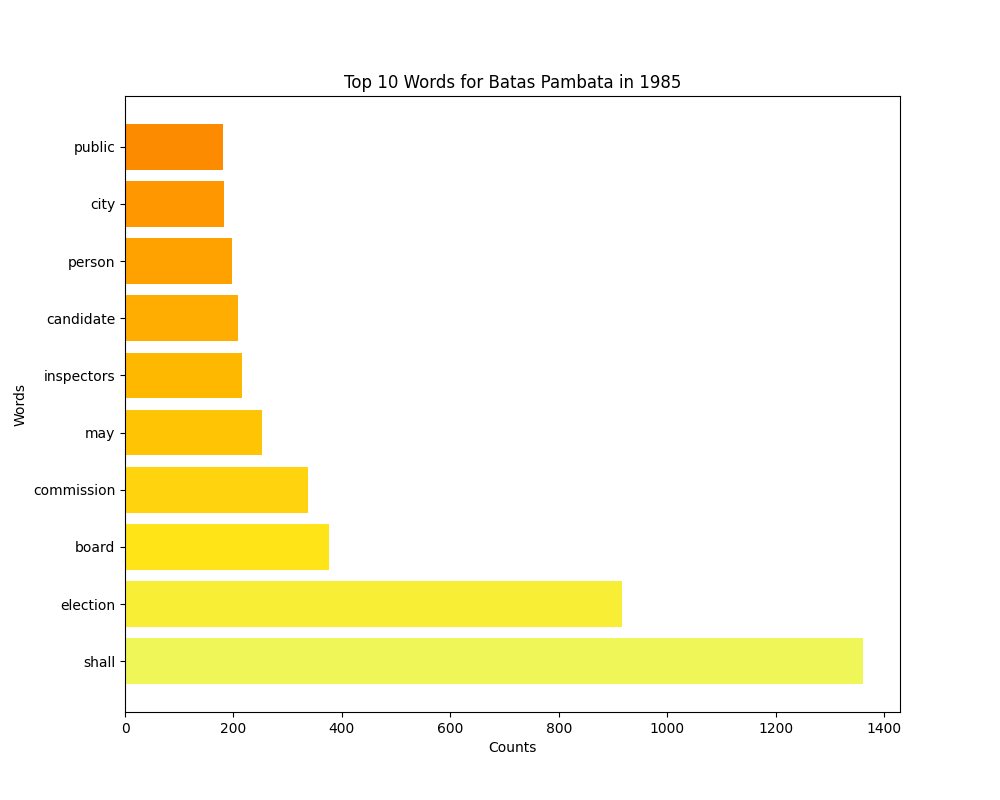 Top 10 Words for Batas Pambata in 1985
public
city
person
candidate
inspectors
may
commission
board
election
shall
Words
0 200 400 600 800 1000 1200 1400
Counts